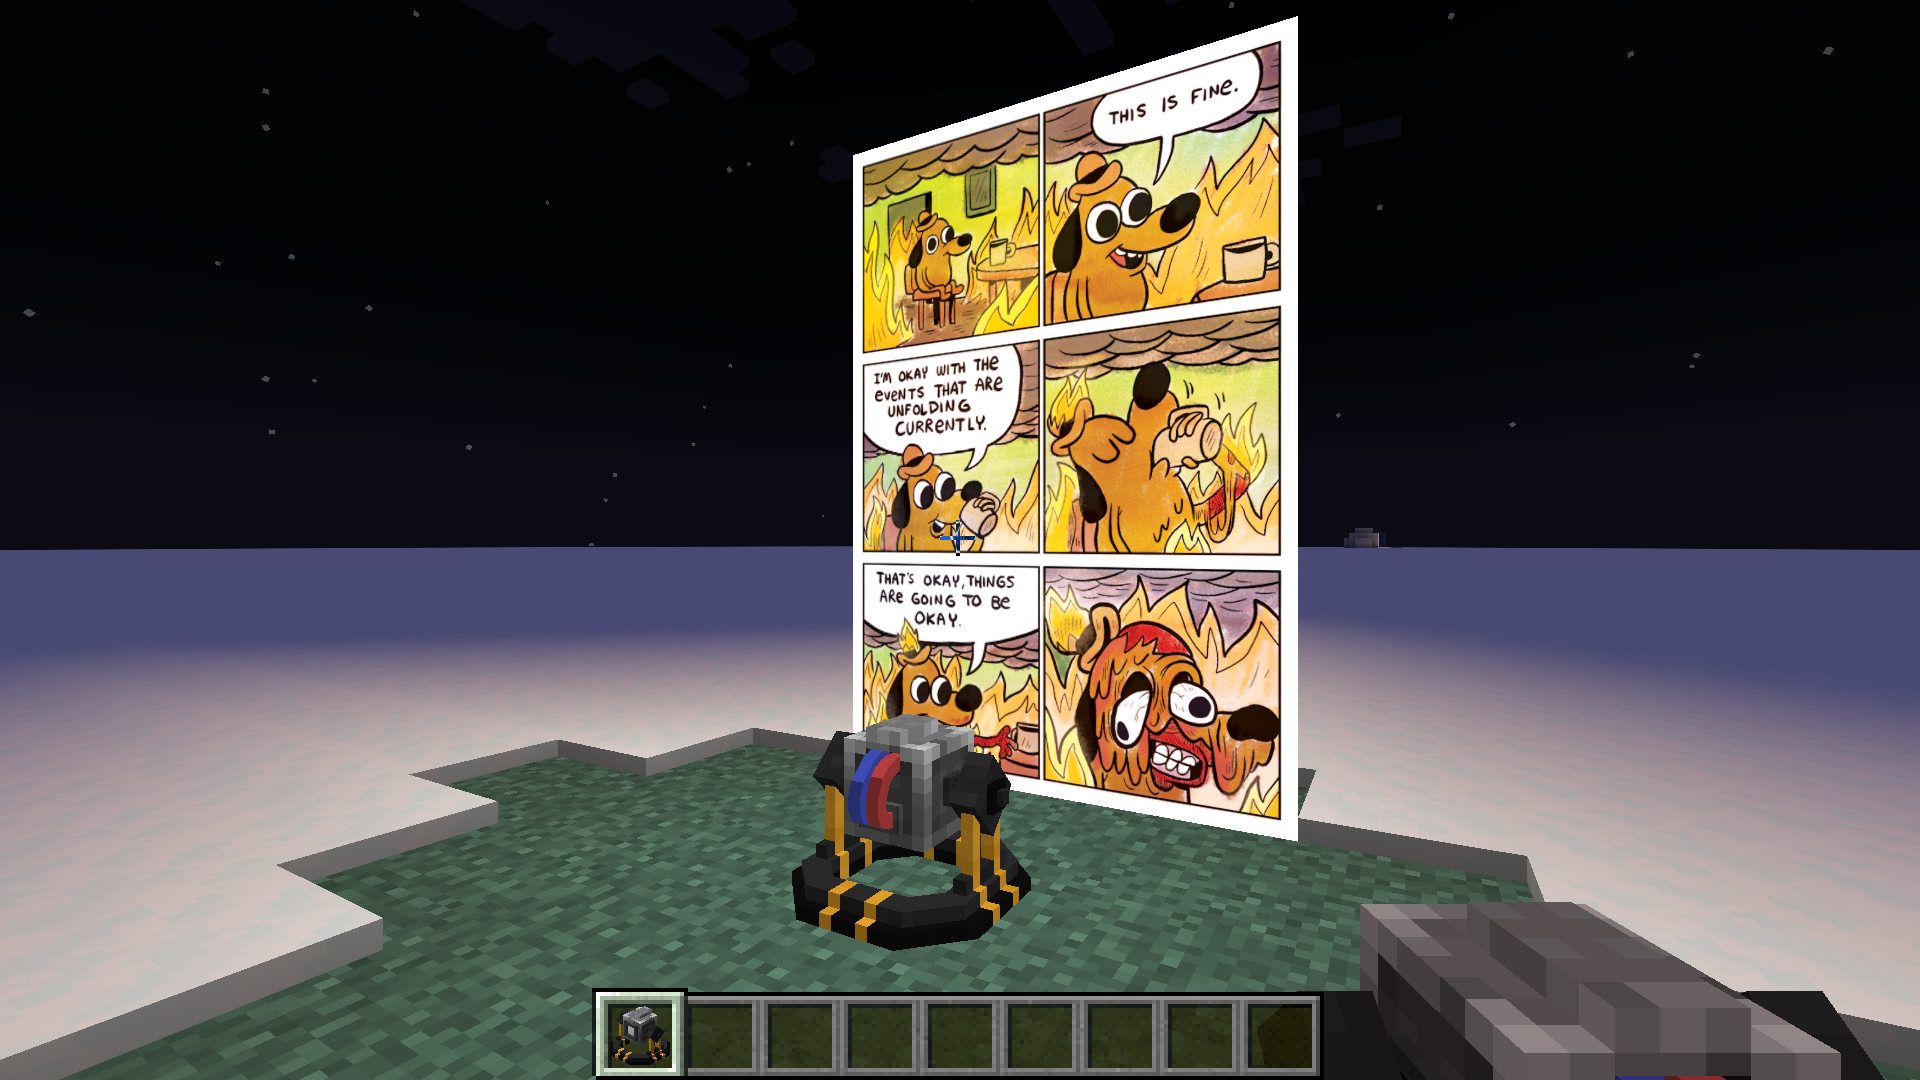 THIS IS FINE.
I'M OKAY WITH THE
EVENTS THAT ARE
UNFOLDING
CURRENTLY.
THAT'S OKAY, THINGS
ARE GOING TO BE
OKAY.